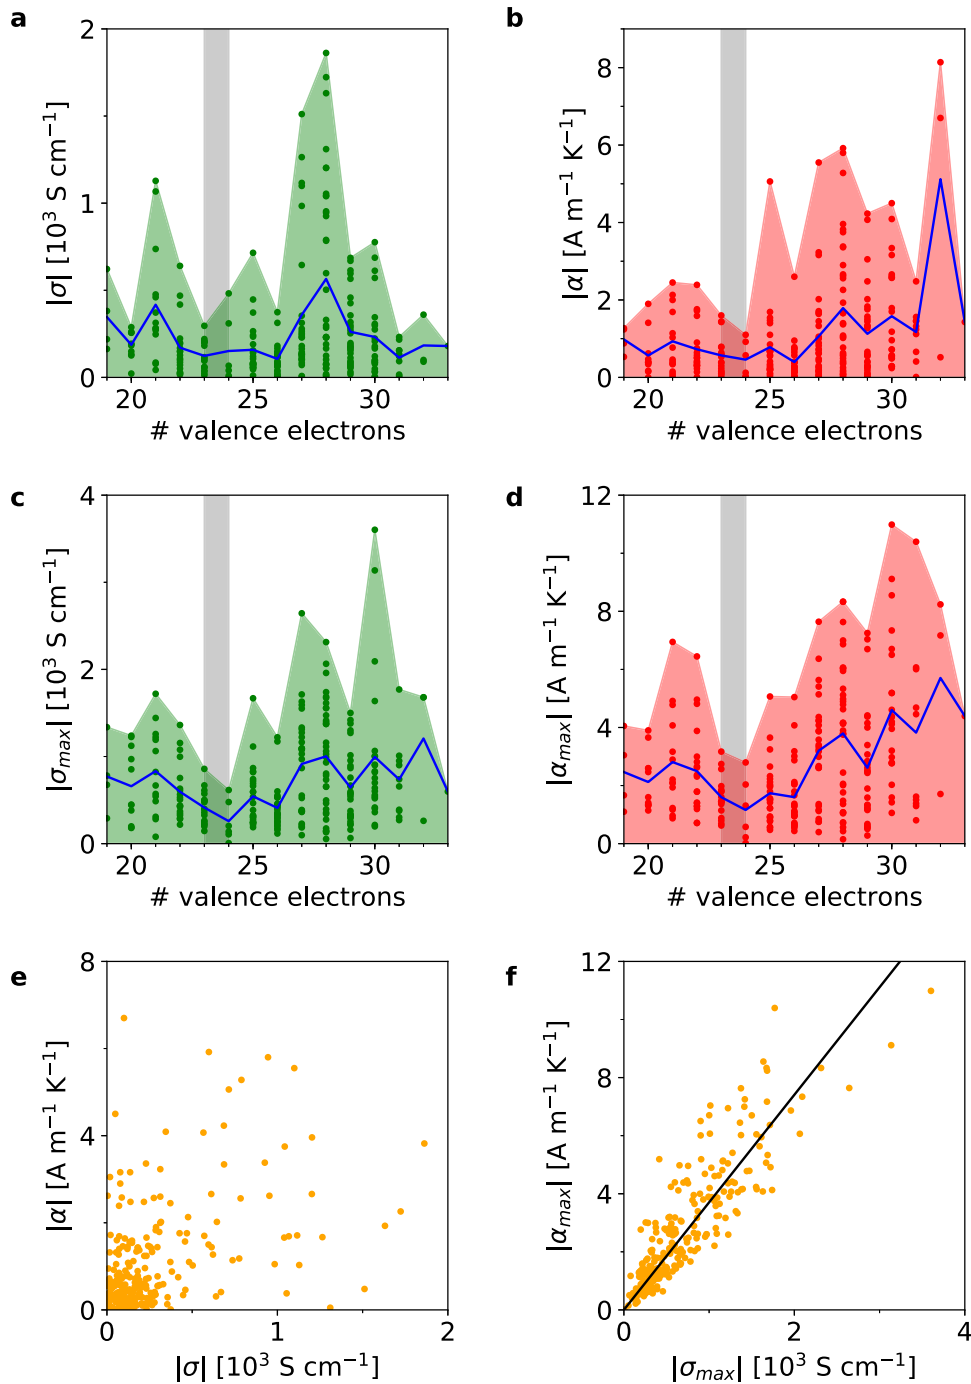 a
2
1
0
20
25
30
|σ| [10³ S cm⁻¹]
# valence electrons
b
8
6
4
2
0
20
25
30
|α| [A m⁻¹ K⁻¹]
# valence electrons
c
4
2
0
20
25
30
|σₘₐₓ| [10³ S cm⁻¹]
# valence electrons
d
12
8
4
0
20
25
30
|αₘₐₓ| [A m⁻¹ K⁻¹]
# valence electrons
e
8
4
0
0
1
2
|α| [A m⁻¹ K⁻¹]
|σ| [10³ S cm⁻¹]
f
12
8
4
0
0
2
4
|αₘₐₓ| [A m⁻¹ K⁻¹]
|σₘₐₓ| [10³ S cm⁻¹]